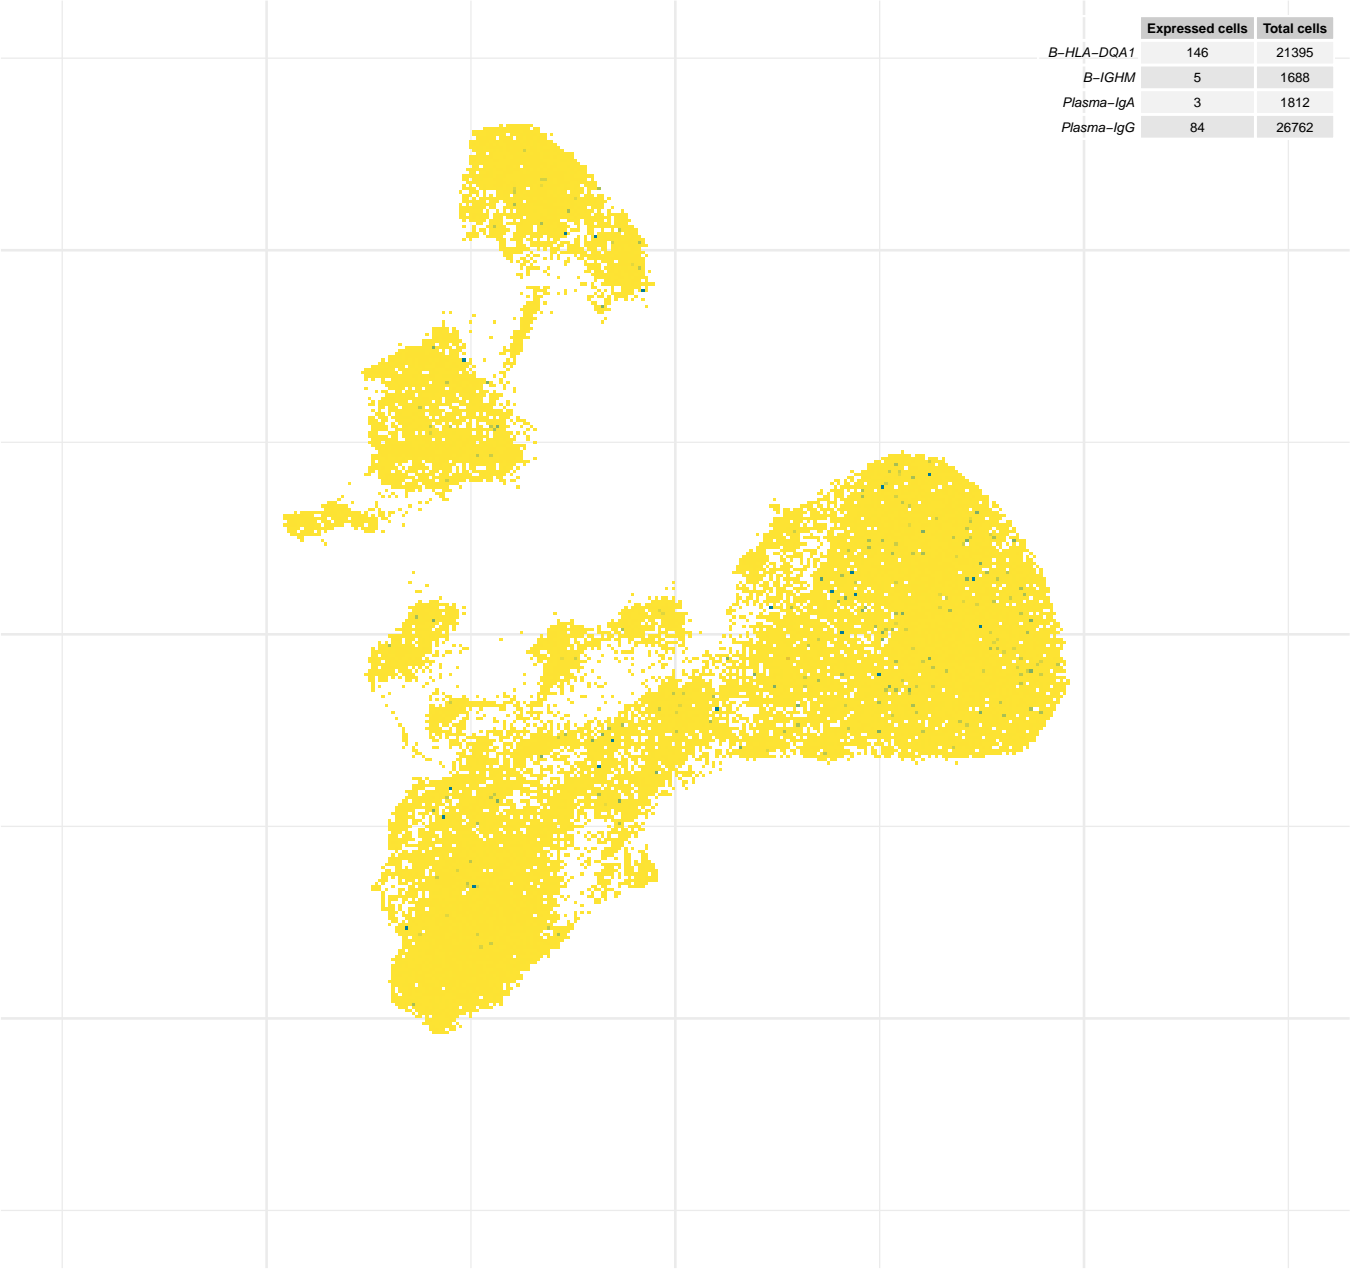 Expressed cells Total cells
B−HLA−DQA1 146 21395
B−IGHM 5 1688
Plasma−IgA 3 1812
Plasma−IgG 84 26762